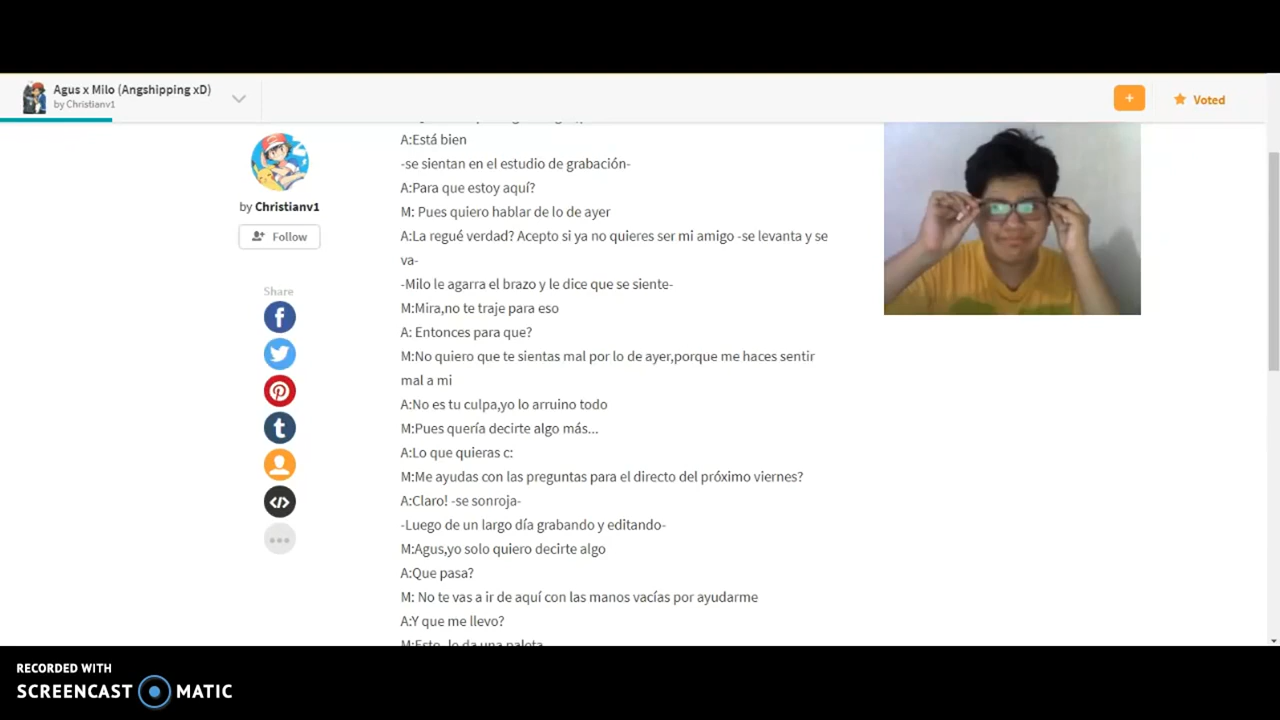 Agus x Milo (Angshipping xD)
by Christianv1
+
Voted
by Christianv1
Follow
Share
A:Está bien
-se sientan en el estudio de grabación-
A:Para que estoy aquí?
M: Pues quiero hablar de lo de ayer
A:La regué verdad? Acepto si ya no quieres ser mi amigo -se levanta y se
va-
-Milo le agarra el brazo y le dice que se siente-
M:Mira,no te traje para eso
A: Entonces para que?
M:No quiero que te sientas mal por lo de ayer,porque me haces sentir
mal a mi
A:No es tu culpa,yo lo arruino todo
M:Pues quería decirte algo más...
A:Lo que quieras c:
M:Me ayudas con las preguntas para el directo del próximo viernes?
A:Claro! -se sonroja-
-Luego de un largo día grabando y editando-
M:Agus,yo solo quiero decirte algo
A:Que pasa?
M: No te vas a ir de aquí con las manos vacías por ayudarme
A:Y que me llevo?
M:Esto -le da una paleta
RECORDED WITH
SCREENCAST MATIC